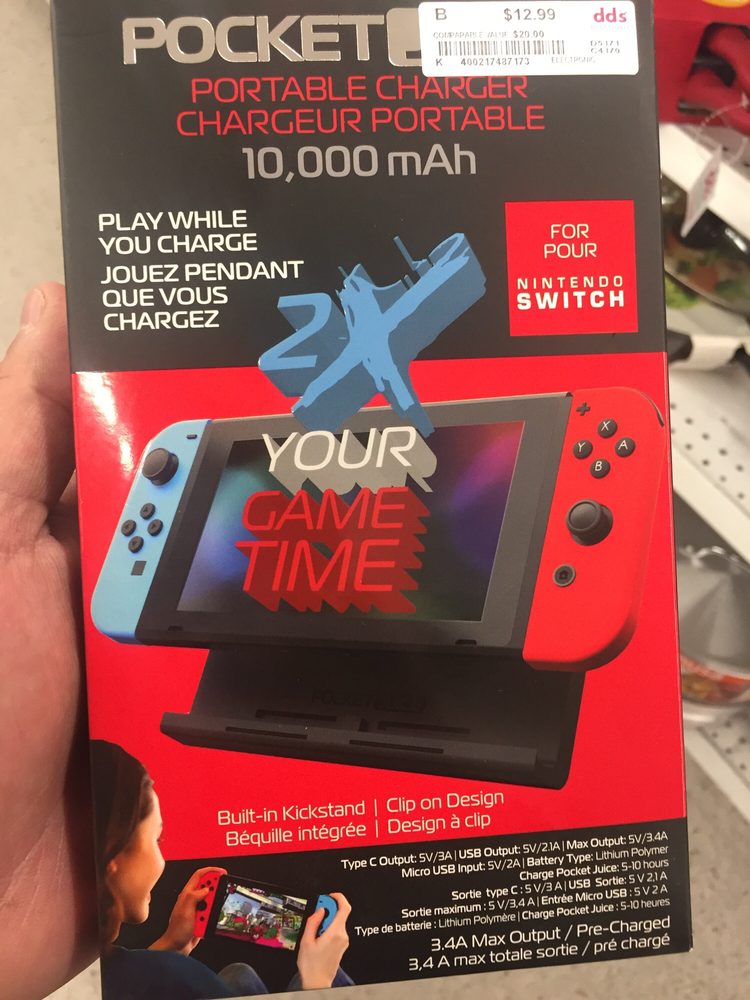 B $12.99 dds
COMPARABLE VALUE $20.00
K 400217487173 ELECTRONIC
POCKET
PORTABLE CHARGER
CHARGEUR PORTABLE
10,000 mAh
PLAY WHILE
YOU CHARGE
JOUEZ PENDANT
QUE VOUS
CHARGEZ
FOR
POUR
NINTENDO
SWITCH
2X
YOUR
GAME
TIME
X
Y A
B
POCKET
Built-in Kickstand | Clip on Design
Béquille intégrée | Design à clip
Type C Output: 5V/3A | USB Output: 5V/2.1A | Max Output: 5V/3.4A
Micro USB Input: 5V/2A | Battery Type: Lithium Polymer
Charge Pocket Juice: 5-10 hours
Sortie type C : 5 V/3 A | USB Sortie: 5 V 2,1 A
Sortie maximum : 5 V/3.4 A | Entrée Micro USB : 5 V 2 A
Type de batterie : Lithium Polymère | Charge Pocket Juice : 5-10 heures
3.4A Max Output / Pre-Charged
3,4 A max totale sortie / pré chargé